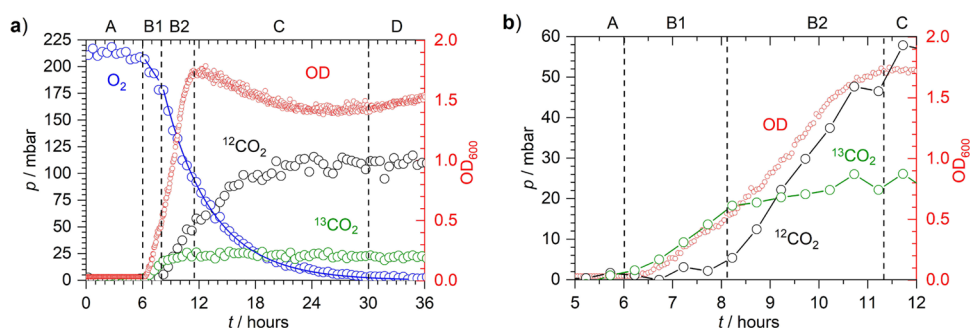 a)
A B1 B2 C D
225
200
175
150
125
100
75
50
25
0
p / mbar
O2
OD
12CO2
13CO2
2.0
1.5
1.0
0.5
0.0
OD600
0 6 12 18 24 30 36
t / hours
b)
A B1 B2 C
60
50
40
30
20
10
0
p / mbar
OD
13CO2
12CO2
2.0
1.5
1.0
0.5
0.0
OD600
5 6 7 8 9 10 11 12
t / hours